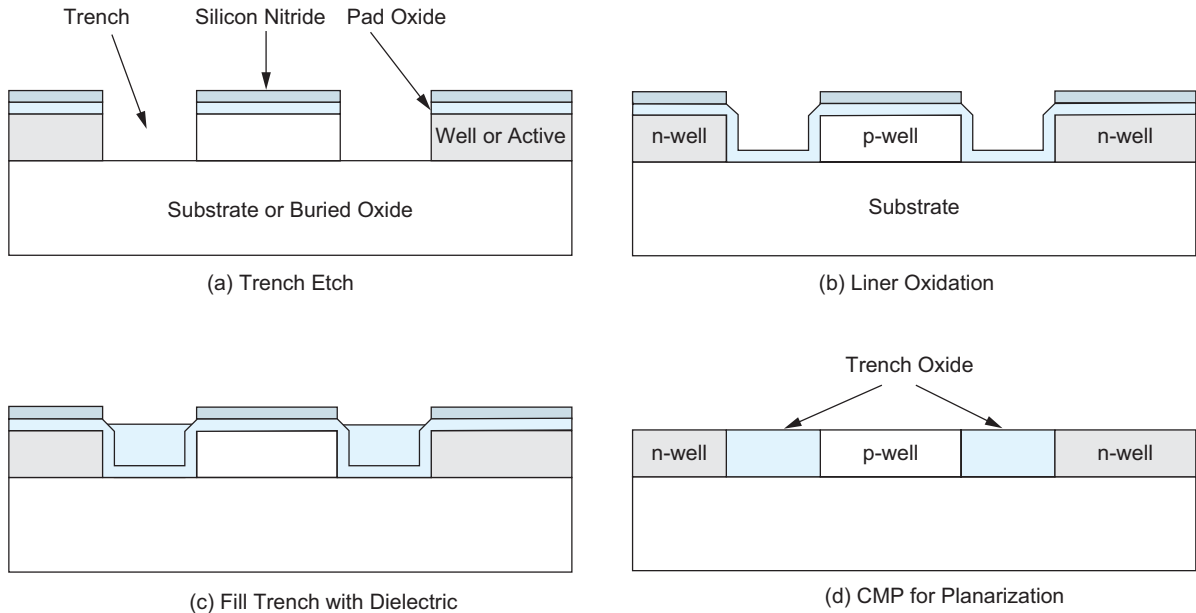 Trench
Silicon Nitride
Pad Oxide
Well or Active
Substrate or Buried Oxide
(a) Trench Etch
n-well
p-well
n-well
Substrate
(b) Liner Oxidation
(c) Fill Trench with Dielectric
Trench Oxide
n-well
p-well
n-well
(d) CMP for Planarization